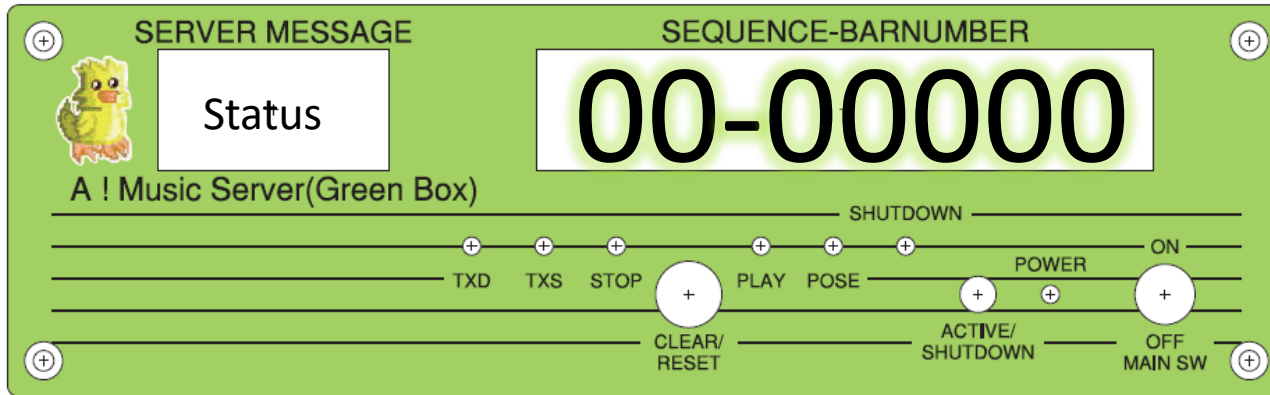 SERVER MESSAGE
SEQUENCE-BARNUMBER
Status
00-00000
A ! Music Server(Green Box)
SHUTDOWN
ON
POWER
TXD TXS STOP PLAY POSE
CLEAR/
RESET
ACTIVE/
SHUTDOWN
OFF
MAIN SW